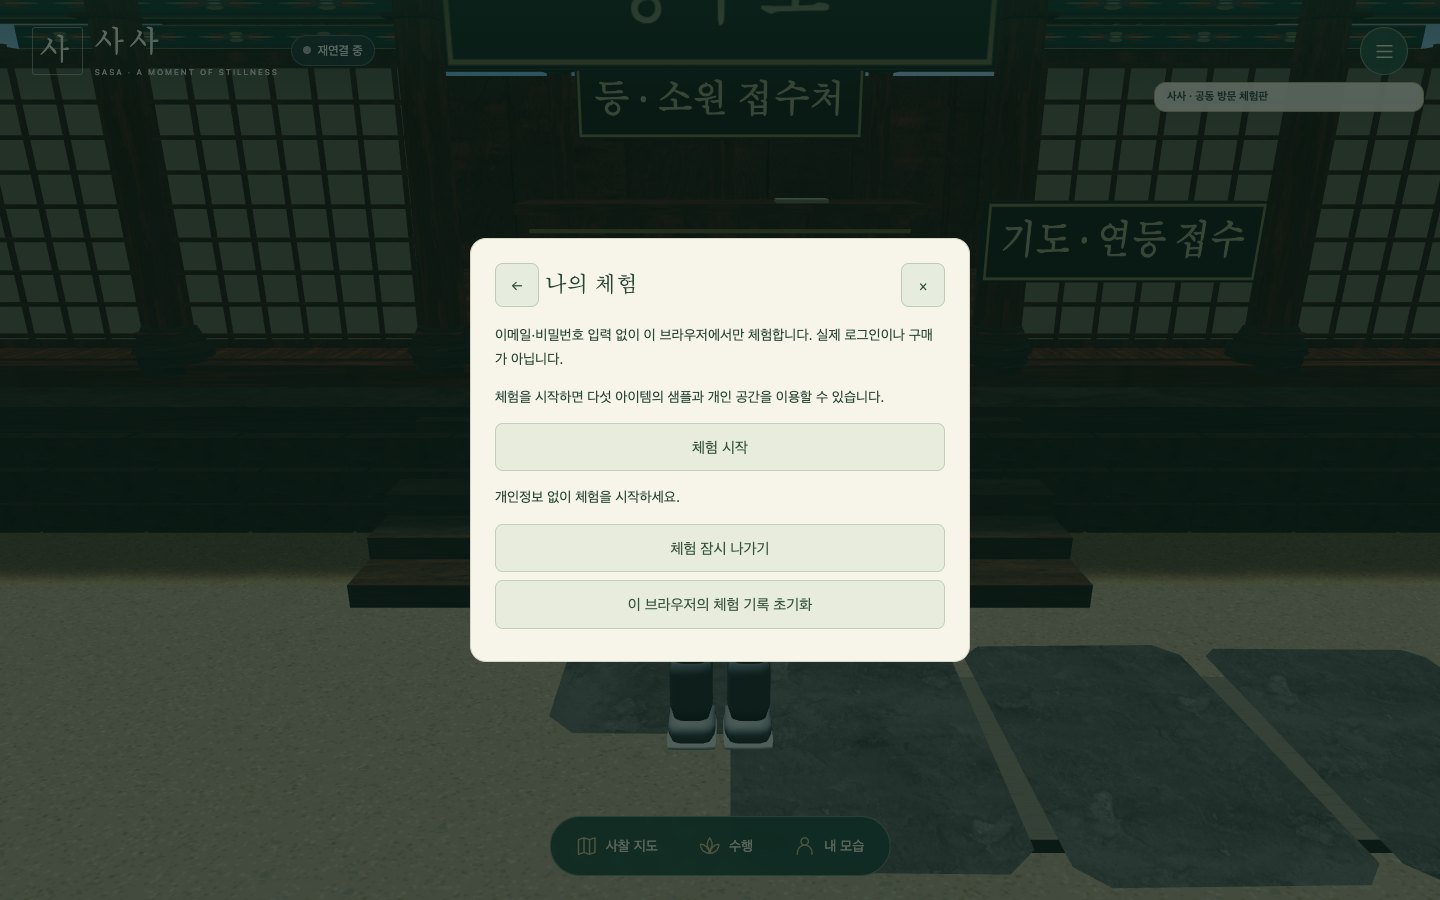 사 사사
SASA · A MOMENT OF STILLNESS
재연결 중
등·소원 접수처
사사 · 공동 방문 체험판
기도·연등 접수
← 나의 체험 ×
이메일·비밀번호 입력 없이 이 브라우저에서만 체험합니다. 실제 로그인이나 구매
가 아닙니다.
체험을 시작하면 다섯 아이템의 샘플과 개인 공간을 이용할 수 있습니다.
체험 시작
개인정보 없이 체험을 시작하세요.
체험 잠시 나가기
이 브라우저의 체험 기록 초기화
사찰 지도 수행 내 모습